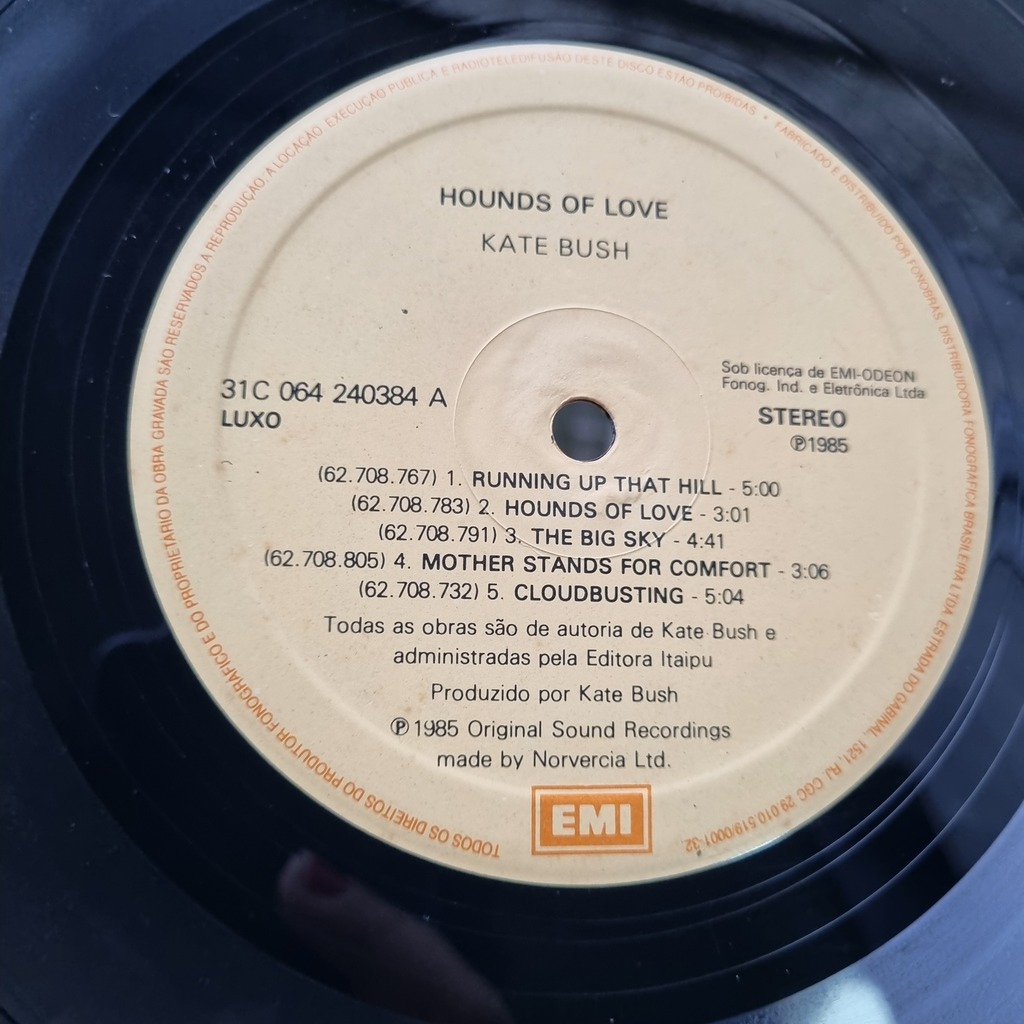 HOUNDS OF LOVE
KATE BUSH
31C 064 240384 A
LUXO
Sob licença de EMI-ODEON
Fonog. Ind. e Eletrônica Ltda
STEREO
℗1985
(62.708.767) 1. RUNNING UP THAT HILL - 5:00
(62.708.783) 2. HOUNDS OF LOVE - 3:01
(62.708.791) 3. THE BIG SKY - 4:41
(62.708.805) 4. MOTHER STANDS FOR COMFORT - 3:06
(62.708.732) 5. CLOUDBUSTING - 5:04
Todas as obras são de autoria de Kate Bush e
administradas pela Editora Itaipu
Produzido por Kate Bush
℗ 1985 Original Sound Recordings
made by Norvercia Ltd.
EMI
TODOS OS DIREITOS DO PRODUTOR FONOGRÁFICO E DO PROPRIETÁRIO DA OBRA GRAVADA SÃO RESERVADOS A REPRODUÇÃO, A LOCAÇÃO, EXECUÇÃO PÚBLICA E RADIOTELEDIFUSÃO DESTE DISCO ESTÃO PROIBIDAS • FABRICADO E DISTRIBUIDO POR FONOBRAS DISTRIBUIDORA FONOGRÁFICA BRASILEIRA LTDA. ESTRADA DO GABINAL, 1521, RJ, CGC 29.010.519/0001-32.